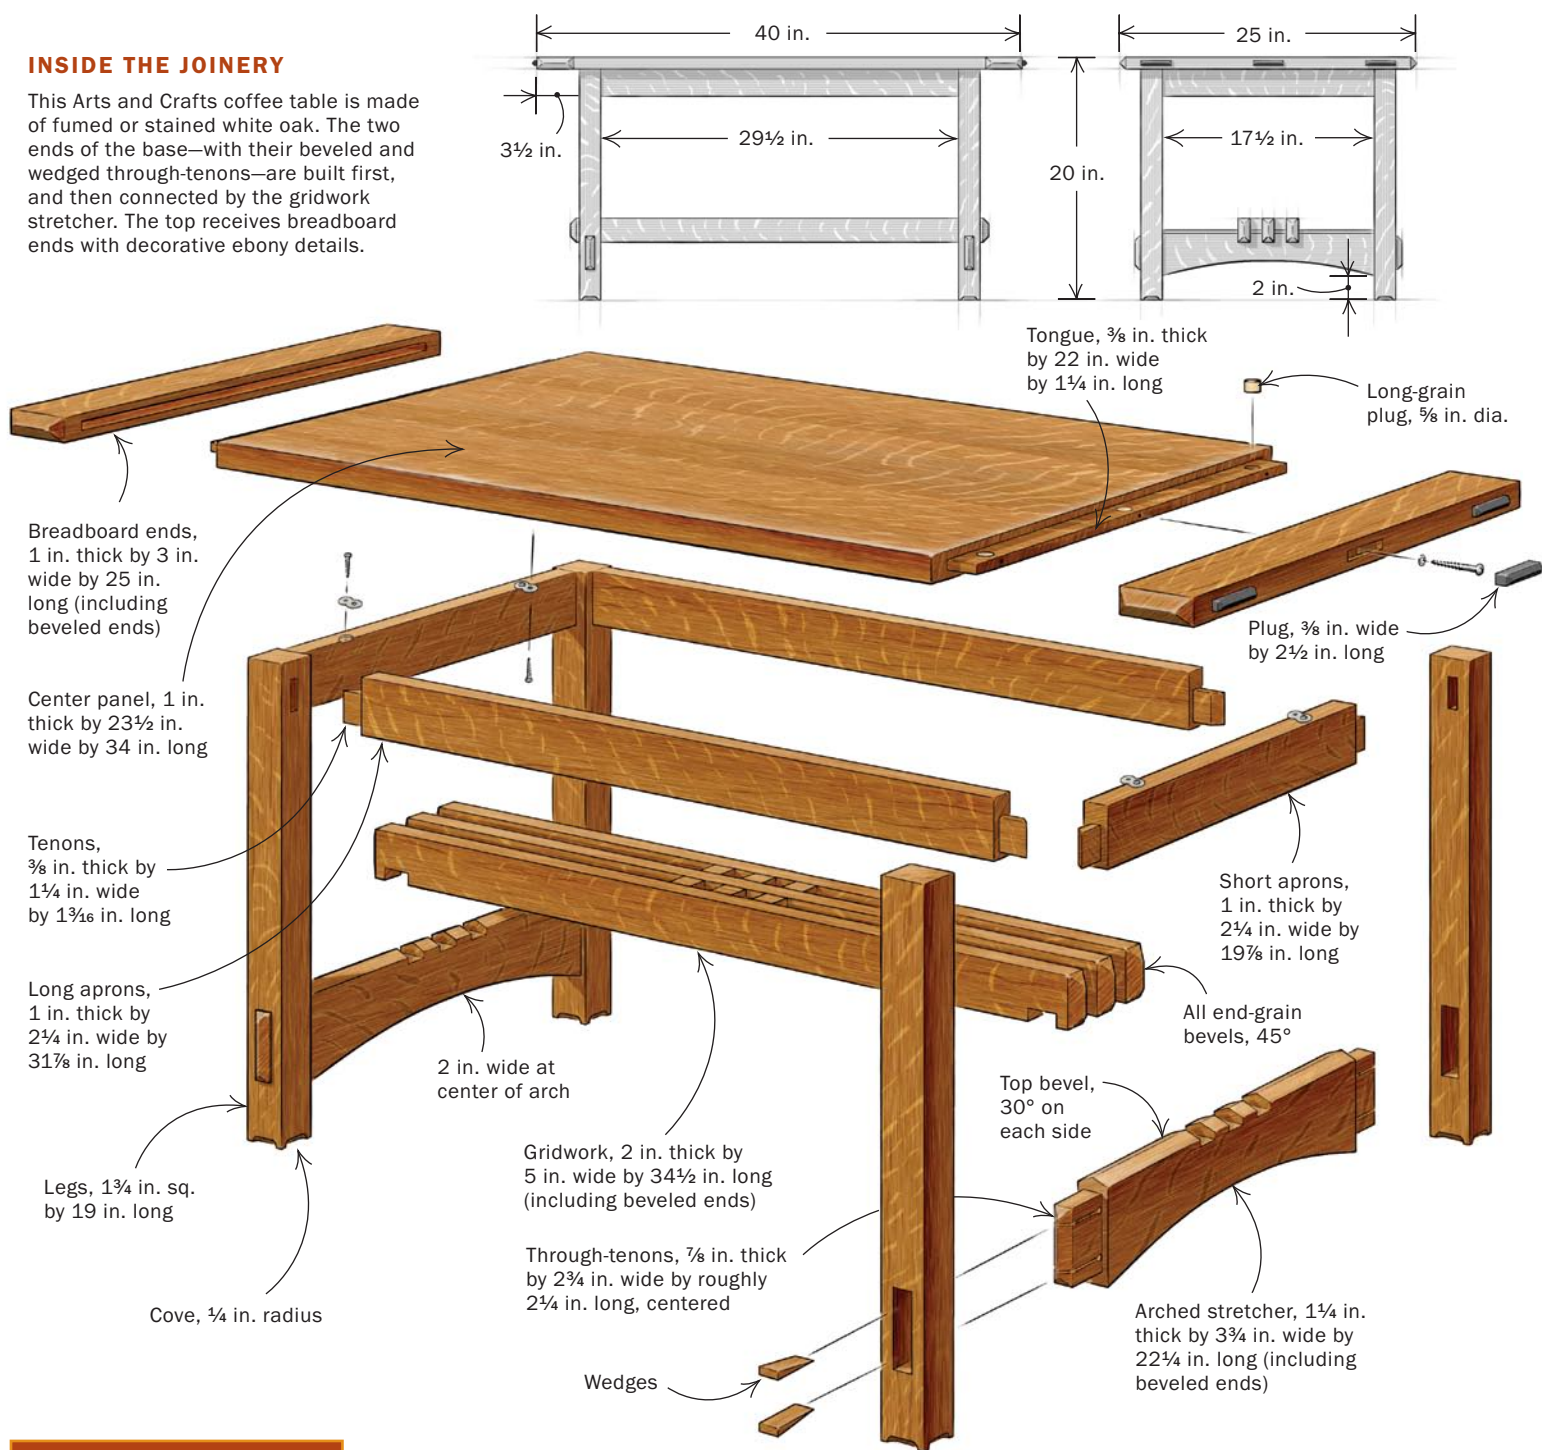 INSIDE THE JOINERY
This Arts and Crafts coffee table is made
of fumed or stained white oak. The two
ends of the base—with their beveled and
wedged through-tenons—are built first,
and then connected by the gridwork
stretcher. The top receives breadboard
ends with decorative ebony details.
40 in.
3½ in.
29½ in.
20 in.
25 in.
17½ in.
2 in.
Tongue, ⅜ in. thick
by 22 in. wide
by 1¼ in. long
Long-grain
plug, ⅝ in. dia.
Breadboard ends,
1 in. thick by 3 in.
wide by 25 in.
long (including
beveled ends)
Plug, ⅜ in. wide
by 2½ in. long
Center panel, 1 in.
thick by 23½ in.
wide by 34 in. long
Tenons,
⅜ in. thick by
1¼ in. wide
by 1³⁄₁₆ in. long
Short aprons,
1 in. thick by
2¼ in. wide by
19⅞ in. long
Long aprons,
1 in. thick by
2¼ in. wide by
31⅞ in. long
All end-grain
bevels, 45°
2 in. wide at
center of arch
Top bevel,
30° on
each side
Gridwork, 2 in. thick by
5 in. wide by 34½ in. long
(including beveled ends)
Legs, 1¾ in. sq.
by 19 in. long
Through-tenons, ⅞ in. thick
by 2¾ in. wide by roughly
2¼ in. long, centered
Cove, ¼ in. radius
Arched stretcher, 1¼ in.
thick by 3¾ in. wide by
22¼ in. long (including
beveled ends)
Wedges